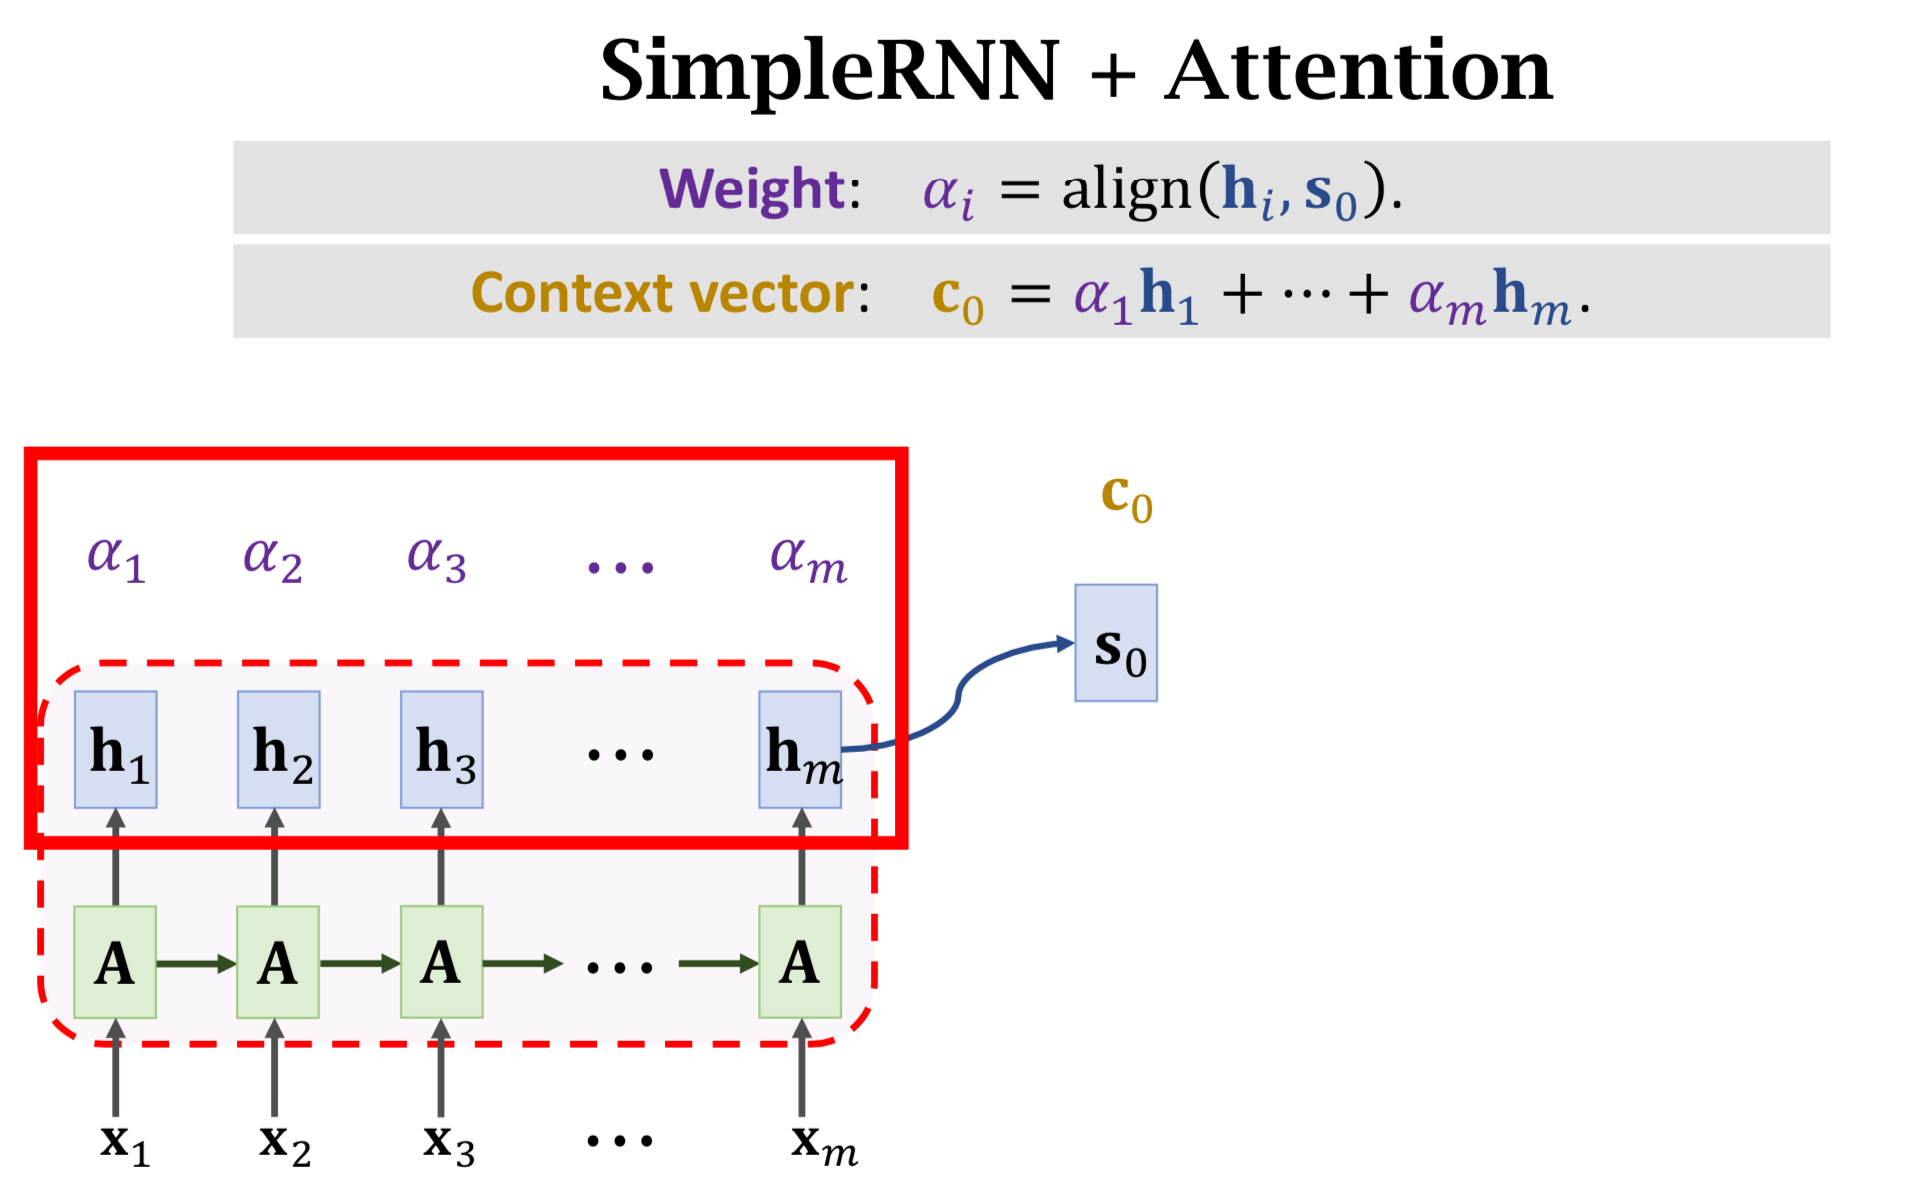 SimpleRNN + Attention
Weight: αᵢ = align(hᵢ, s₀).
Context vector: c₀ = α₁h₁ + ⋯ + αₘhₘ.
c₀
α₁ α₂ α₃ ⋯ αₘ
s₀
h₁ h₂ h₃ ⋯ hₘ
A A A ⋯ A
x₁ x₂ x₃ ⋯ xₘ